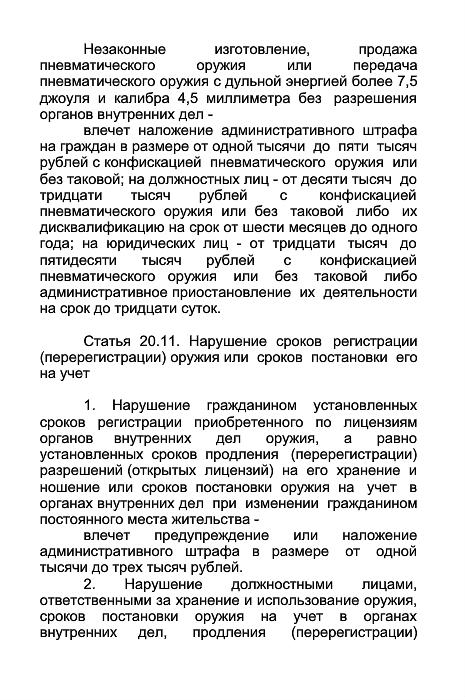 Незаконные изготовление, продажа
пневматического оружия или передача
пневматического оружия с дульной энергией более 7,5
джоуля и калибра 4,5 миллиметра без разрешения
органов внутренних дел -
влечет наложение административного штрафа
на граждан в размере от одной тысячи до пяти тысяч
рублей с конфискацией пневматического оружия или
без таковой; на должностных лиц - от десяти тысяч до
тридцати тысяч рублей с конфискацией
пневматического оружия или без таковой либо их
дисквалификацию на срок от шести месяцев до одного
года; на юридических лиц - от тридцати тысяч до
пятидесяти тысяч рублей с конфискацией
пневматического оружия или без таковой либо
административное приостановление их деятельности
на срок до тридцати суток.
Статья 20.11. Нарушение сроков регистрации
(перерегистрации) оружия или сроков постановки его
на учет
1. Нарушение гражданином установленных
сроков регистрации приобретенного по лицензиям
органов внутренних дел оружия, а равно
установленных сроков продления (перерегистрации)
разрешений (открытых лицензий) на его хранение и
ношение или сроков постановки оружия на учет в
органах внутренних дел при изменении гражданином
постоянного места жительства -
влечет предупреждение или наложение
административного штрафа в размере от одной
тысячи до трех тысяч рублей.
2. Нарушение должностными лицами,
ответственными за хранение и использование оружия,
сроков постановки оружия на учет в органах
внутренних дел, продления (перерегистрации)